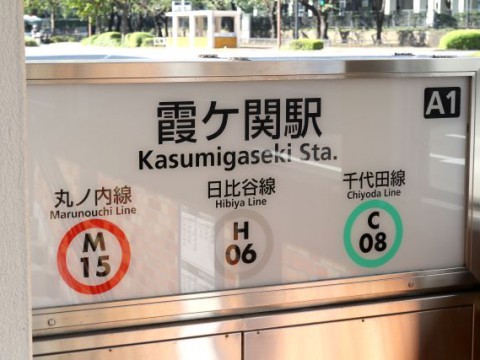 霞ケ関駅
A1
Kasumigaseki Sta.
丸ノ内線
Marunouchi Line
M
15
日比谷線
Hibiya Line
H
06
千代田線
Chiyoda Line
C
08